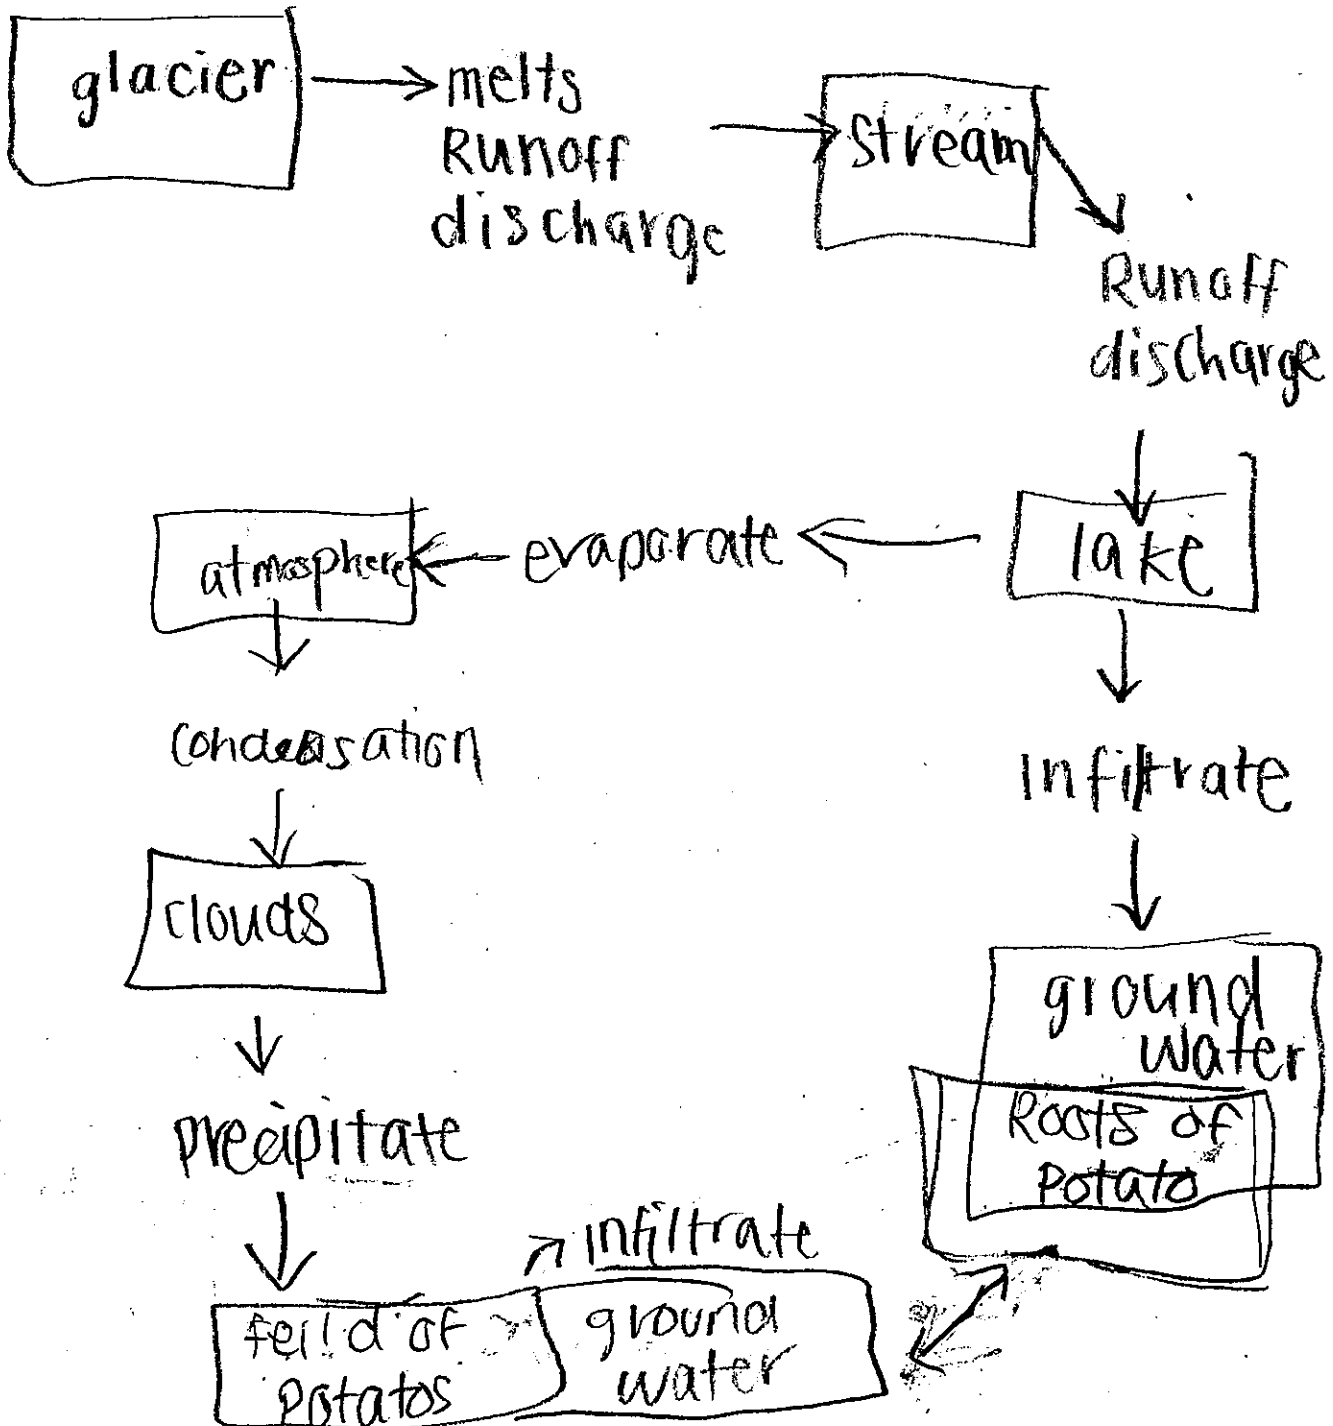 glacier
melts
Runoff
discharge
stream
Runoff
discharge
lake
evaporate
atmosphere
condensation
clouds
precipitate
feild of
potatos
infiltrate
ground
water
Infiltrate
ground
water
Roots of
potato